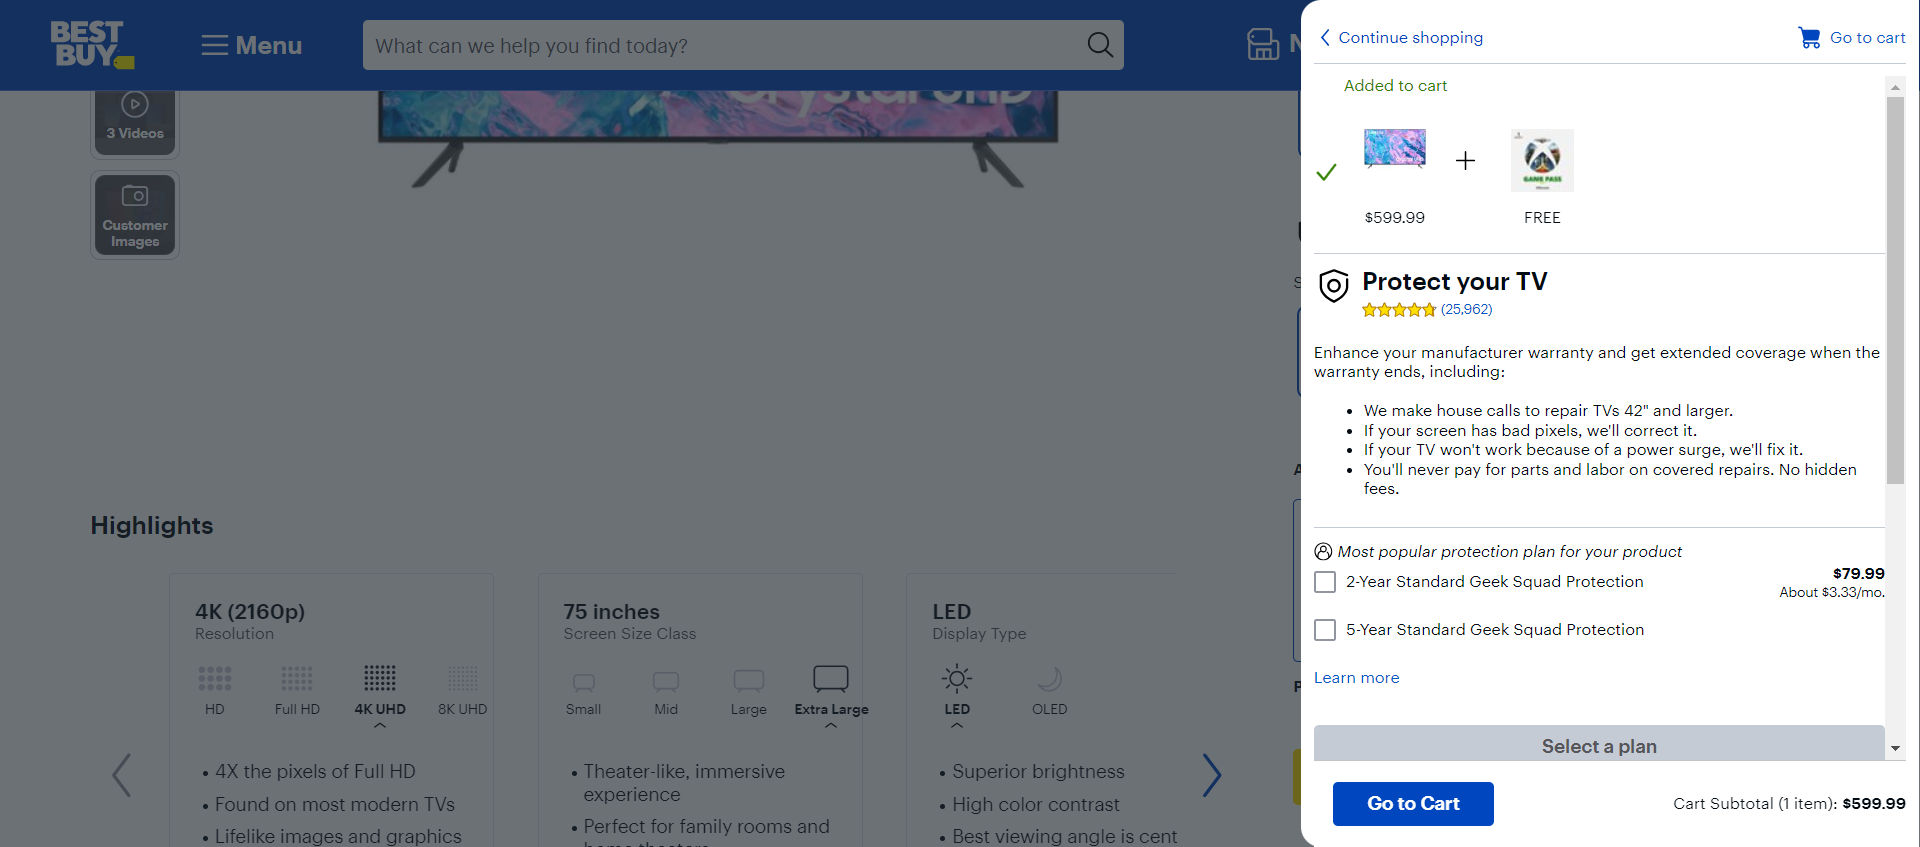 BEST BUY
Menu
What can we help you find today?
3 Videos
Customer Images
Highlights
4K (2160p)
Resolution
HD
Full HD
4K UHD
8K UHD
• 4X the pixels of Full HD
• Found on most modern TVs
• Lifelike images and graphics
75 inches
Screen Size Class
Small
Mid
Large
Extra Large
• Theater-like, immersive
experience
• Perfect for family rooms and
LED
Display Type
LED
OLED
• Superior brightness
• High color contrast
• Best viewing angle is cent
Continue shopping
Go to cart
Added to cart
$599.99
+
GAME PASS
FREE
Protect your TV
(25,962)
Enhance your manufacturer warranty and get extended coverage when the
warranty ends, including:
• We make house calls to repair TVs 42" and larger.
• If your screen has bad pixels, we'll correct it.
• If your TV won't work because of a power surge, we'll fix it.
• You'll never pay for parts and labor on covered repairs. No hidden
fees.
Most popular protection plan for your product
2-Year Standard Geek Squad Protection
$79.99
About $3.33/mo.
5-Year Standard Geek Squad Protection
Learn more
Select a plan
Go to Cart
Cart Subtotal (1 item): $599.99